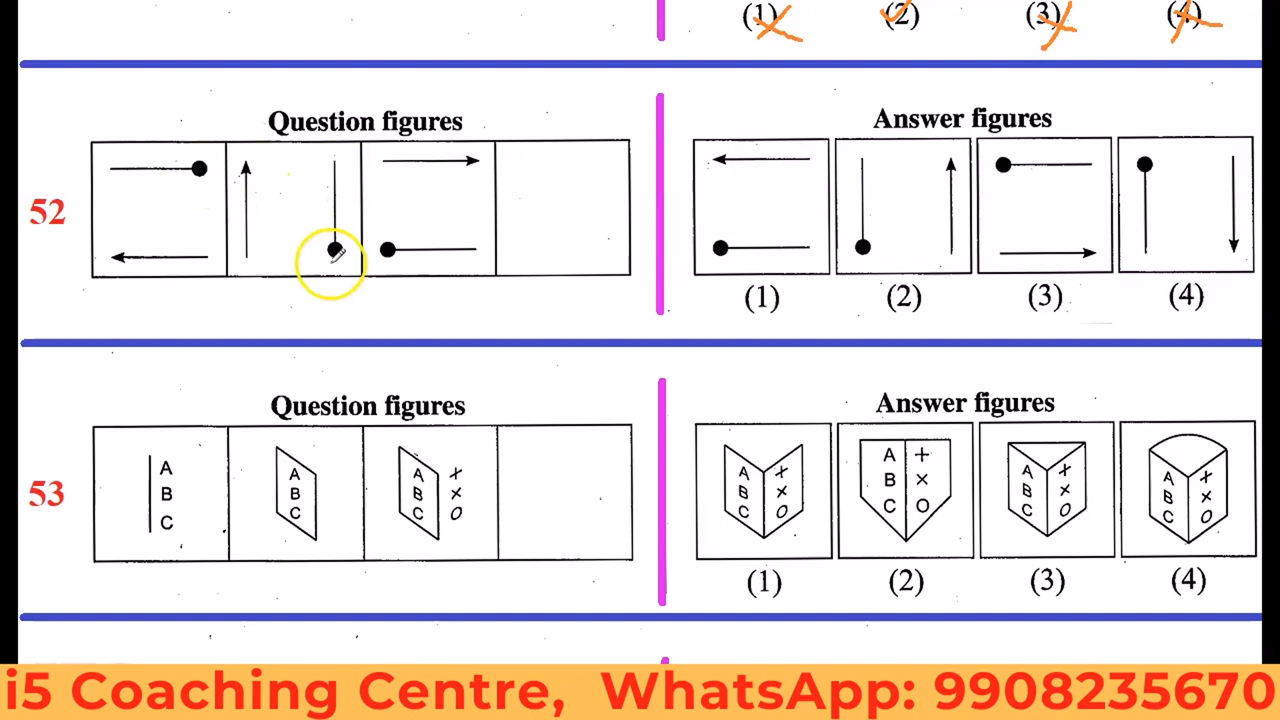 (1) (2) (3) (4)
Question figures
Answer figures
52
(1) (2) (3) (4)
Question figures
Answer figures
53
A
B
C
A
B
C
A
B
C
+
×
O
A
B
C
+
×
O
A
B
C
+
×
O
A
B
C
+
×
O
A
B
C
+
×
O
(1) (2) (3) (4)
i5 Coaching Centre, WhatsApp: 9908235670